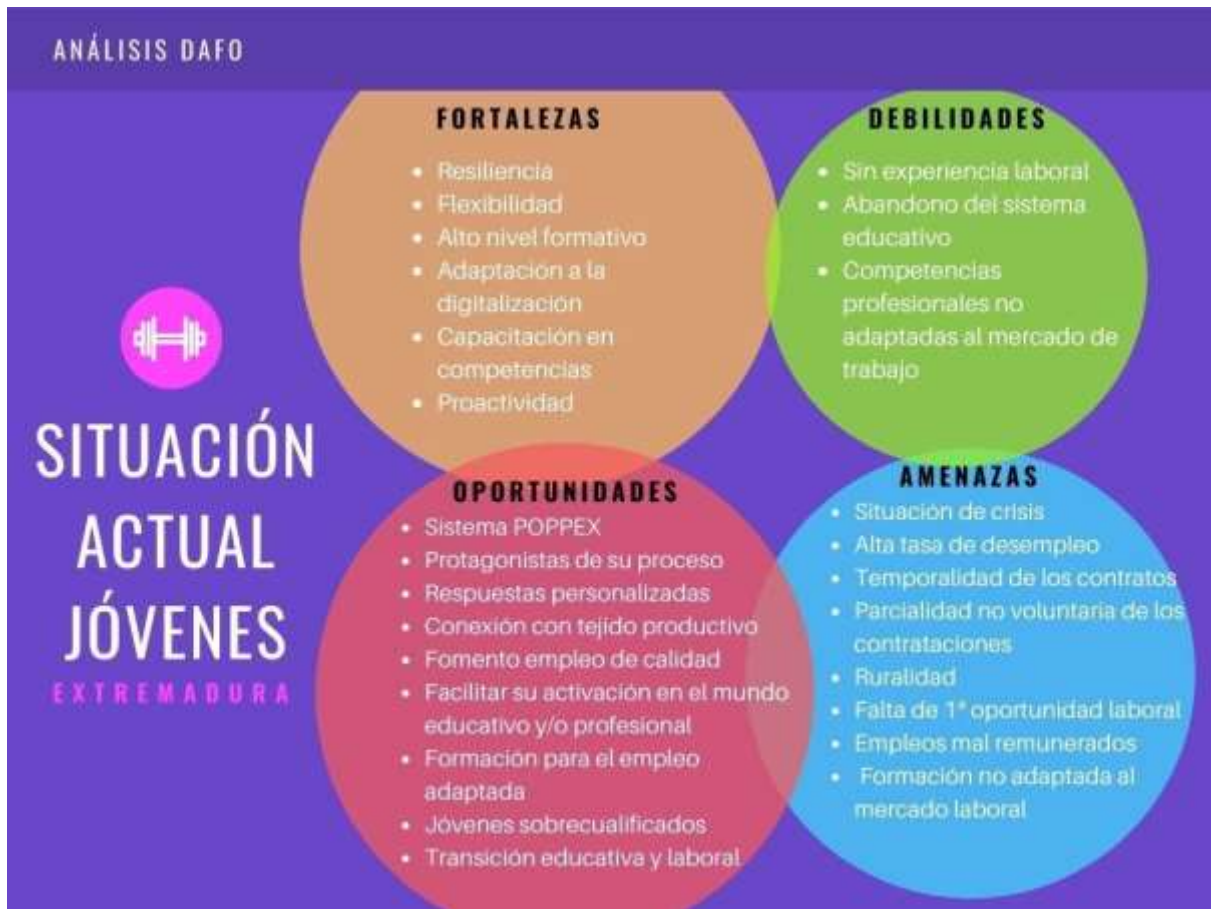 ANÁLISIS DAFO
SITUACIÓN
ACTUAL
JÓVENES
EXTREMADURA
FORTALEZAS
• Resiliencia
• Flexibilidad
• Alto nivel formativo
• Adaptación a la
digitalización
• Capacitación en
competencias
• Proactividad
DEBILIDADES
• Sin experiencia laboral
• Abandono del sistema
educativo
• Competencias
profesionales no
adaptadas al mercado de
trabajo
OPORTUNIDADES
• Sistema POPPEX
• Protagonistas de su proceso
• Respuestas personalizadas
• Conexión con tejido productivo
• Fomento empleo de calidad
• Facilitar su activación en el mundo
educativo y/o profesional
• Formación para el empleo
adaptada
• Jóvenes sobrecualificados
• Transición educativa y laboral
AMENAZAS
• Situación de crisis
• Alta tasa de desempleo
• Temporalidad de los contratos
• Parcialidad no voluntaria de los
contrataciones
• Ruralidad
• Falta de 1ª oportunidad laboral
• Empleos mal remunerados
• Formación no adaptada al
mercado laboral